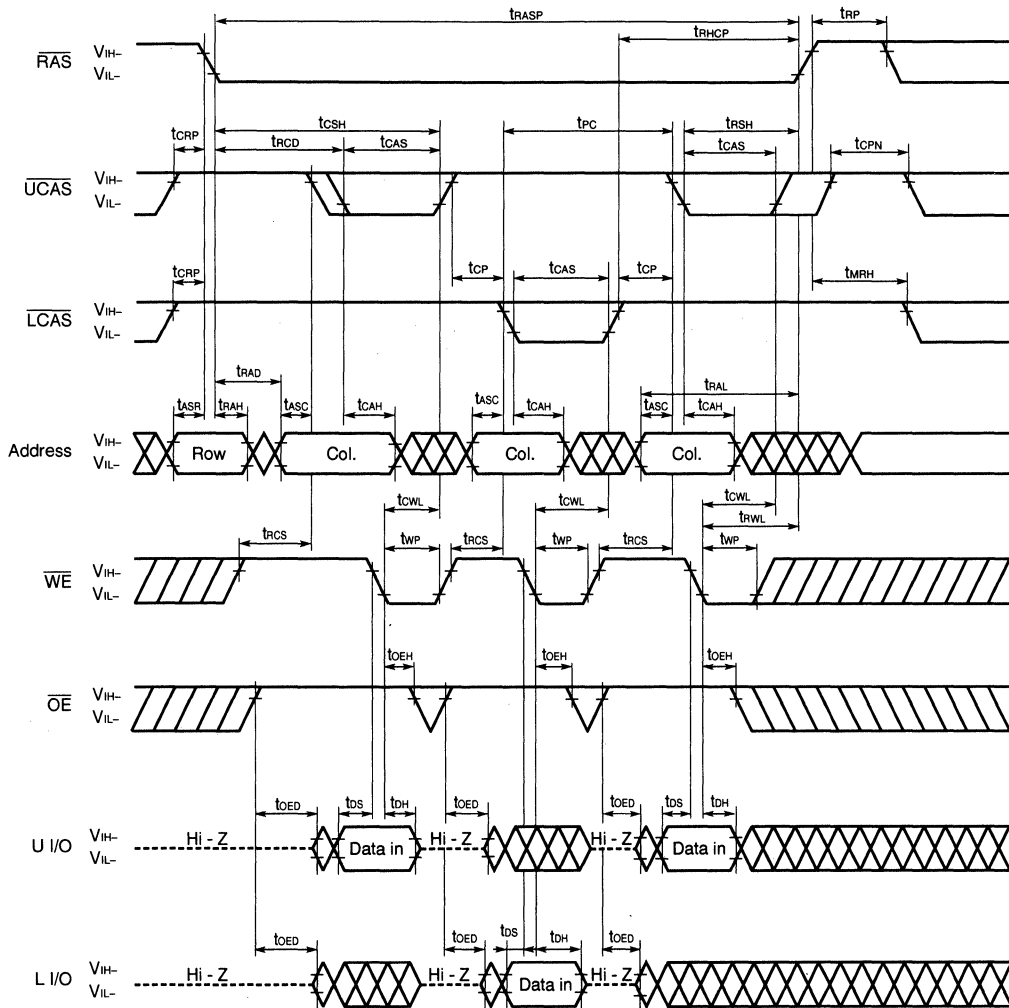 tRASP
tRP
tRHCP
RAS
VIH–
VIL–
tCSH
tPC
tRSH
tCRP
tRCD
tCAS
tCAS
tCPN
UCAS
VIH–
VIL–
tCRP
tCP
tCAS
tCP
tMRH
LCAS
VIH–
VIL–
tRAD
tRAL
tASR
tRAH
tASC
tCAH
tASC
tCAH
tASC
tCAH
Address
VIH–
VIL–
Row
Col.
Col.
Col.
tCWL
tCWL
tCWL
tRWL
tRCS
tWP
tRCS
tWP
tRCS
tWP
WE
VIH–
VIL–
tOEH
tOEH
tOEH
OE
VIH–
VIL–
tOED
tDS
tDH
tOED
tOED
tDS
tDH
U I/O
VIH–
VIL–
Hi - Z
Data in
Hi - Z
Hi - Z
Data in
tOED
tOED
tDS
tDH
tOED
L I/O
VIH–
VIL–
Hi - Z
Hi - Z
Data in
Hi - Z